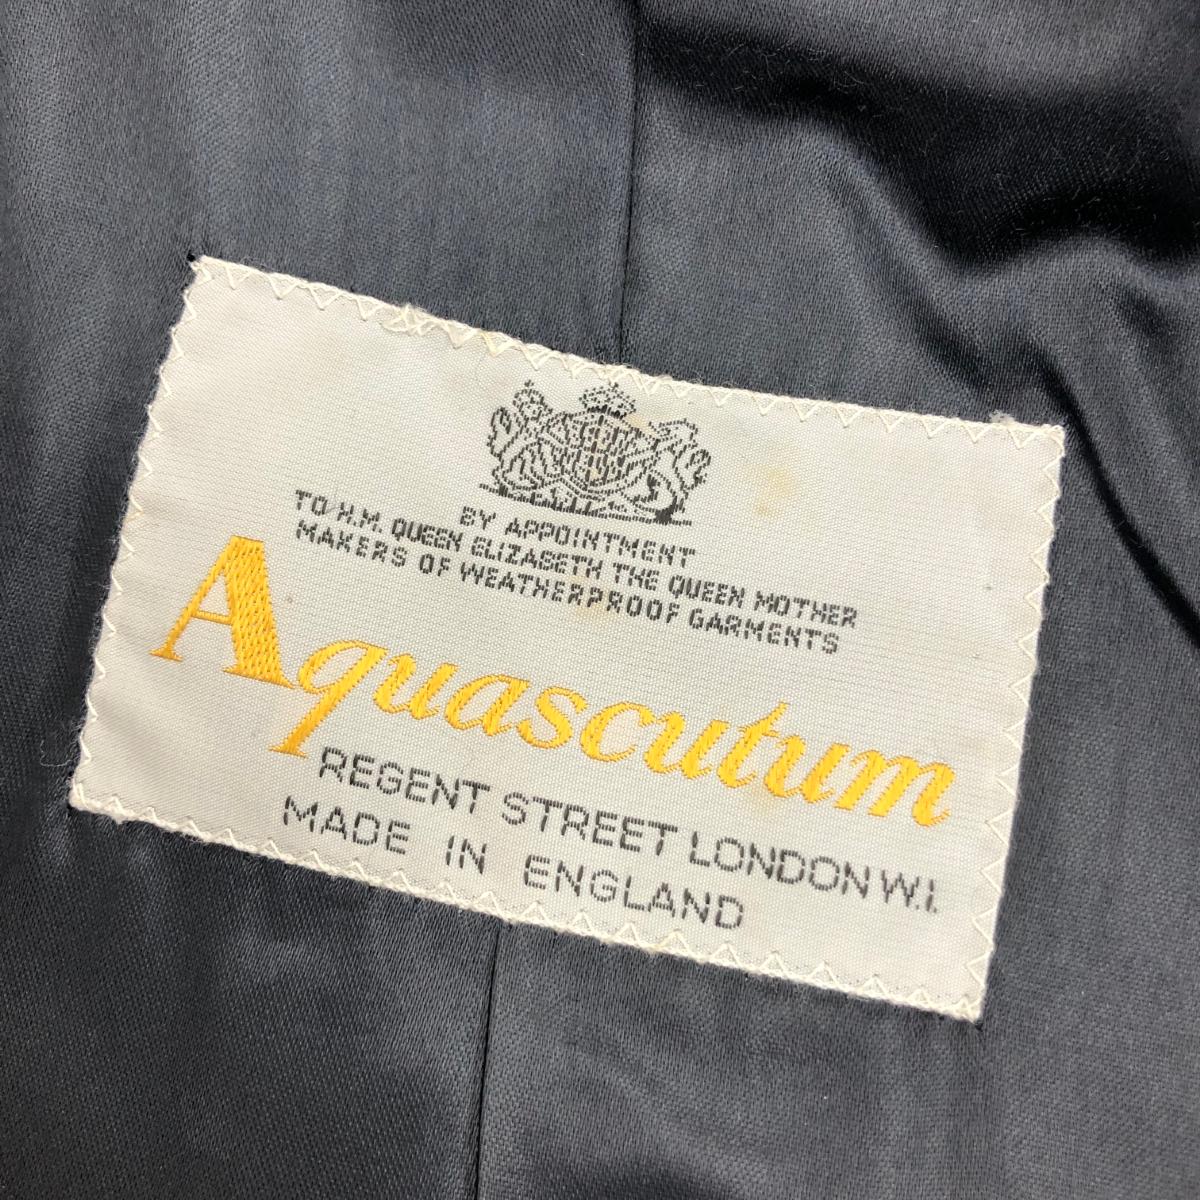 BY APPOINTMENT
TO H.M. QUEEN ELIZABETH THE QUEEN MOTHER
MAKERS OF WEATHERPROOF GARMENTS
Aquascutum
REGENT STREET LONDON W.I.
MADE IN ENGLAND